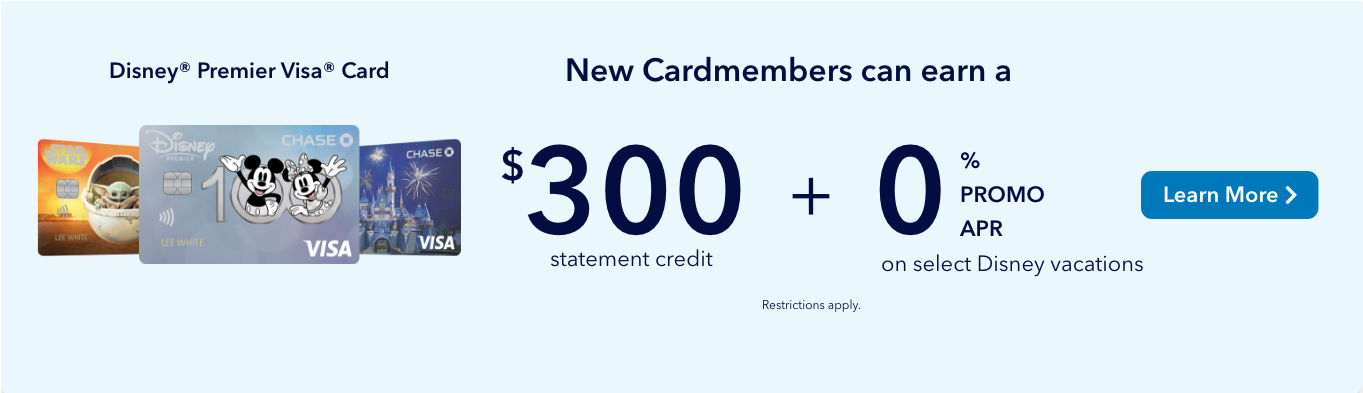 Disney® Premier Visa® Card
STAR WARS
LEE WHITE
Disney
PREMIER
CHASE
100
LEE WHITE
VISA
CHASE
VISA
New Cardmembers can earn a
$300
statement credit
+
0%
PROMO
APR
on select Disney vacations
Restrictions apply.
Learn More >